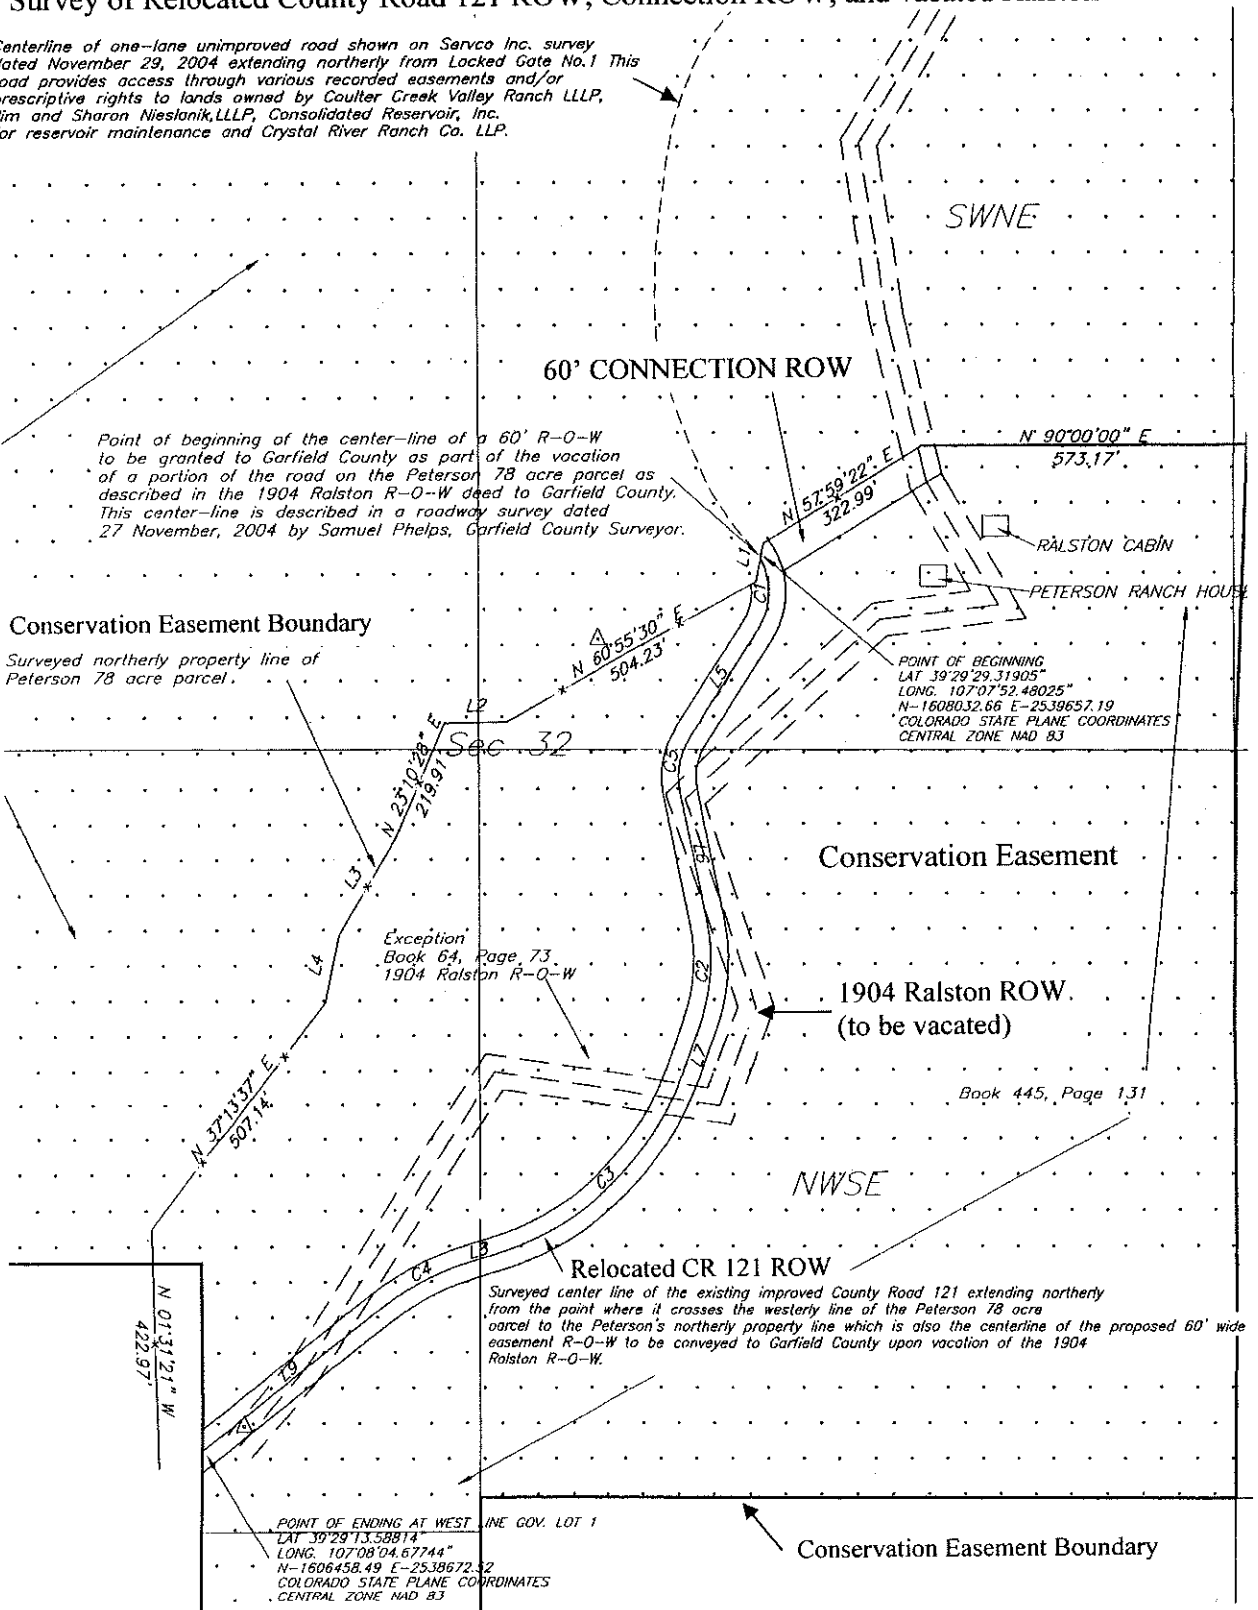 Survey of Relocated County Road 121 ROW, Connection ROW, and Vacated Ralston
Centerline of one-lane unimproved road shown on Servco Inc. survey
dated November 29, 2004 extending northerly from Locked Gate No.1 This
road provides access through various recorded easements and/or
prescriptive rights to lands owned by Coulter Creek Valley Ranch LLLP,
Jim and Sharon Nieslanik,LLLP, Consolidated Reservoir, Inc.
for reservoir maintenance and Crystal River Ranch Co. LLP.
SWNE
60' CONNECTION ROW
Point of beginning of the center-line of a 60' R-O-W
to be granted to Garfield County as part of the vacation
of a portion of the road on the Peterson 78 acre parcel as
described in the 1904 Ralston R-O-W deed to Garfield County.
This center-line is described in a roadway survey dated
27 November, 2004 by Samuel Phelps, Garfield County Surveyor.
N 90°00'00" E
573.17'
N 57°59'22" E
322.99'
RALSTON CABIN
PETERSON RANCH HOUSE
L1
C1
Conservation Easement Boundary
Surveyed northerly property line of
Peterson 78 acre parcel.
N 60°55'30" E
504.23'
POINT OF BEGINNING
LAT 39°29'29.31905"
LONG. 107°07'52.48025"
N-1608032.66 E-2539657.19
COLORADO STATE PLANE COORDINATES
CENTRAL ZONE NAD 83
L5
L2
Sec 32
N 23°10'28" E
219.91'
C5
L6
Conservation Easement
L3
L4
Exception
Book 64, Page 73
1904 Ralston R-O-W
C2
1904 Ralston ROW
(to be vacated)
L7
Book 445, Page 131
N 37°13'37" E
507.14'
C3
NWSE
L8
C4
Relocated CR 121 ROW
Surveyed center line of the existing improved County Road 121 extending northerly
from the point where it crosses the westerly line of the Peterson 78 acre
parcel to the Peterson's northerly property line which is also the centerline of the proposed 60' wide
easement R-O-W to be conveyed to Garfield County upon vacation of the 1904
Ralston R-O-W.
N 01°31'21" W
422.97'
L9
POINT OF ENDING AT WEST LINE GOV. LOT 1
LAT 39°29'13.58814"
LONG. 107°08'04.67744"
N-1606458.49 E-2538672.52
COLORADO STATE PLANE COORDINATES
CENTRAL ZONE NAD 83
Conservation Easement Boundary